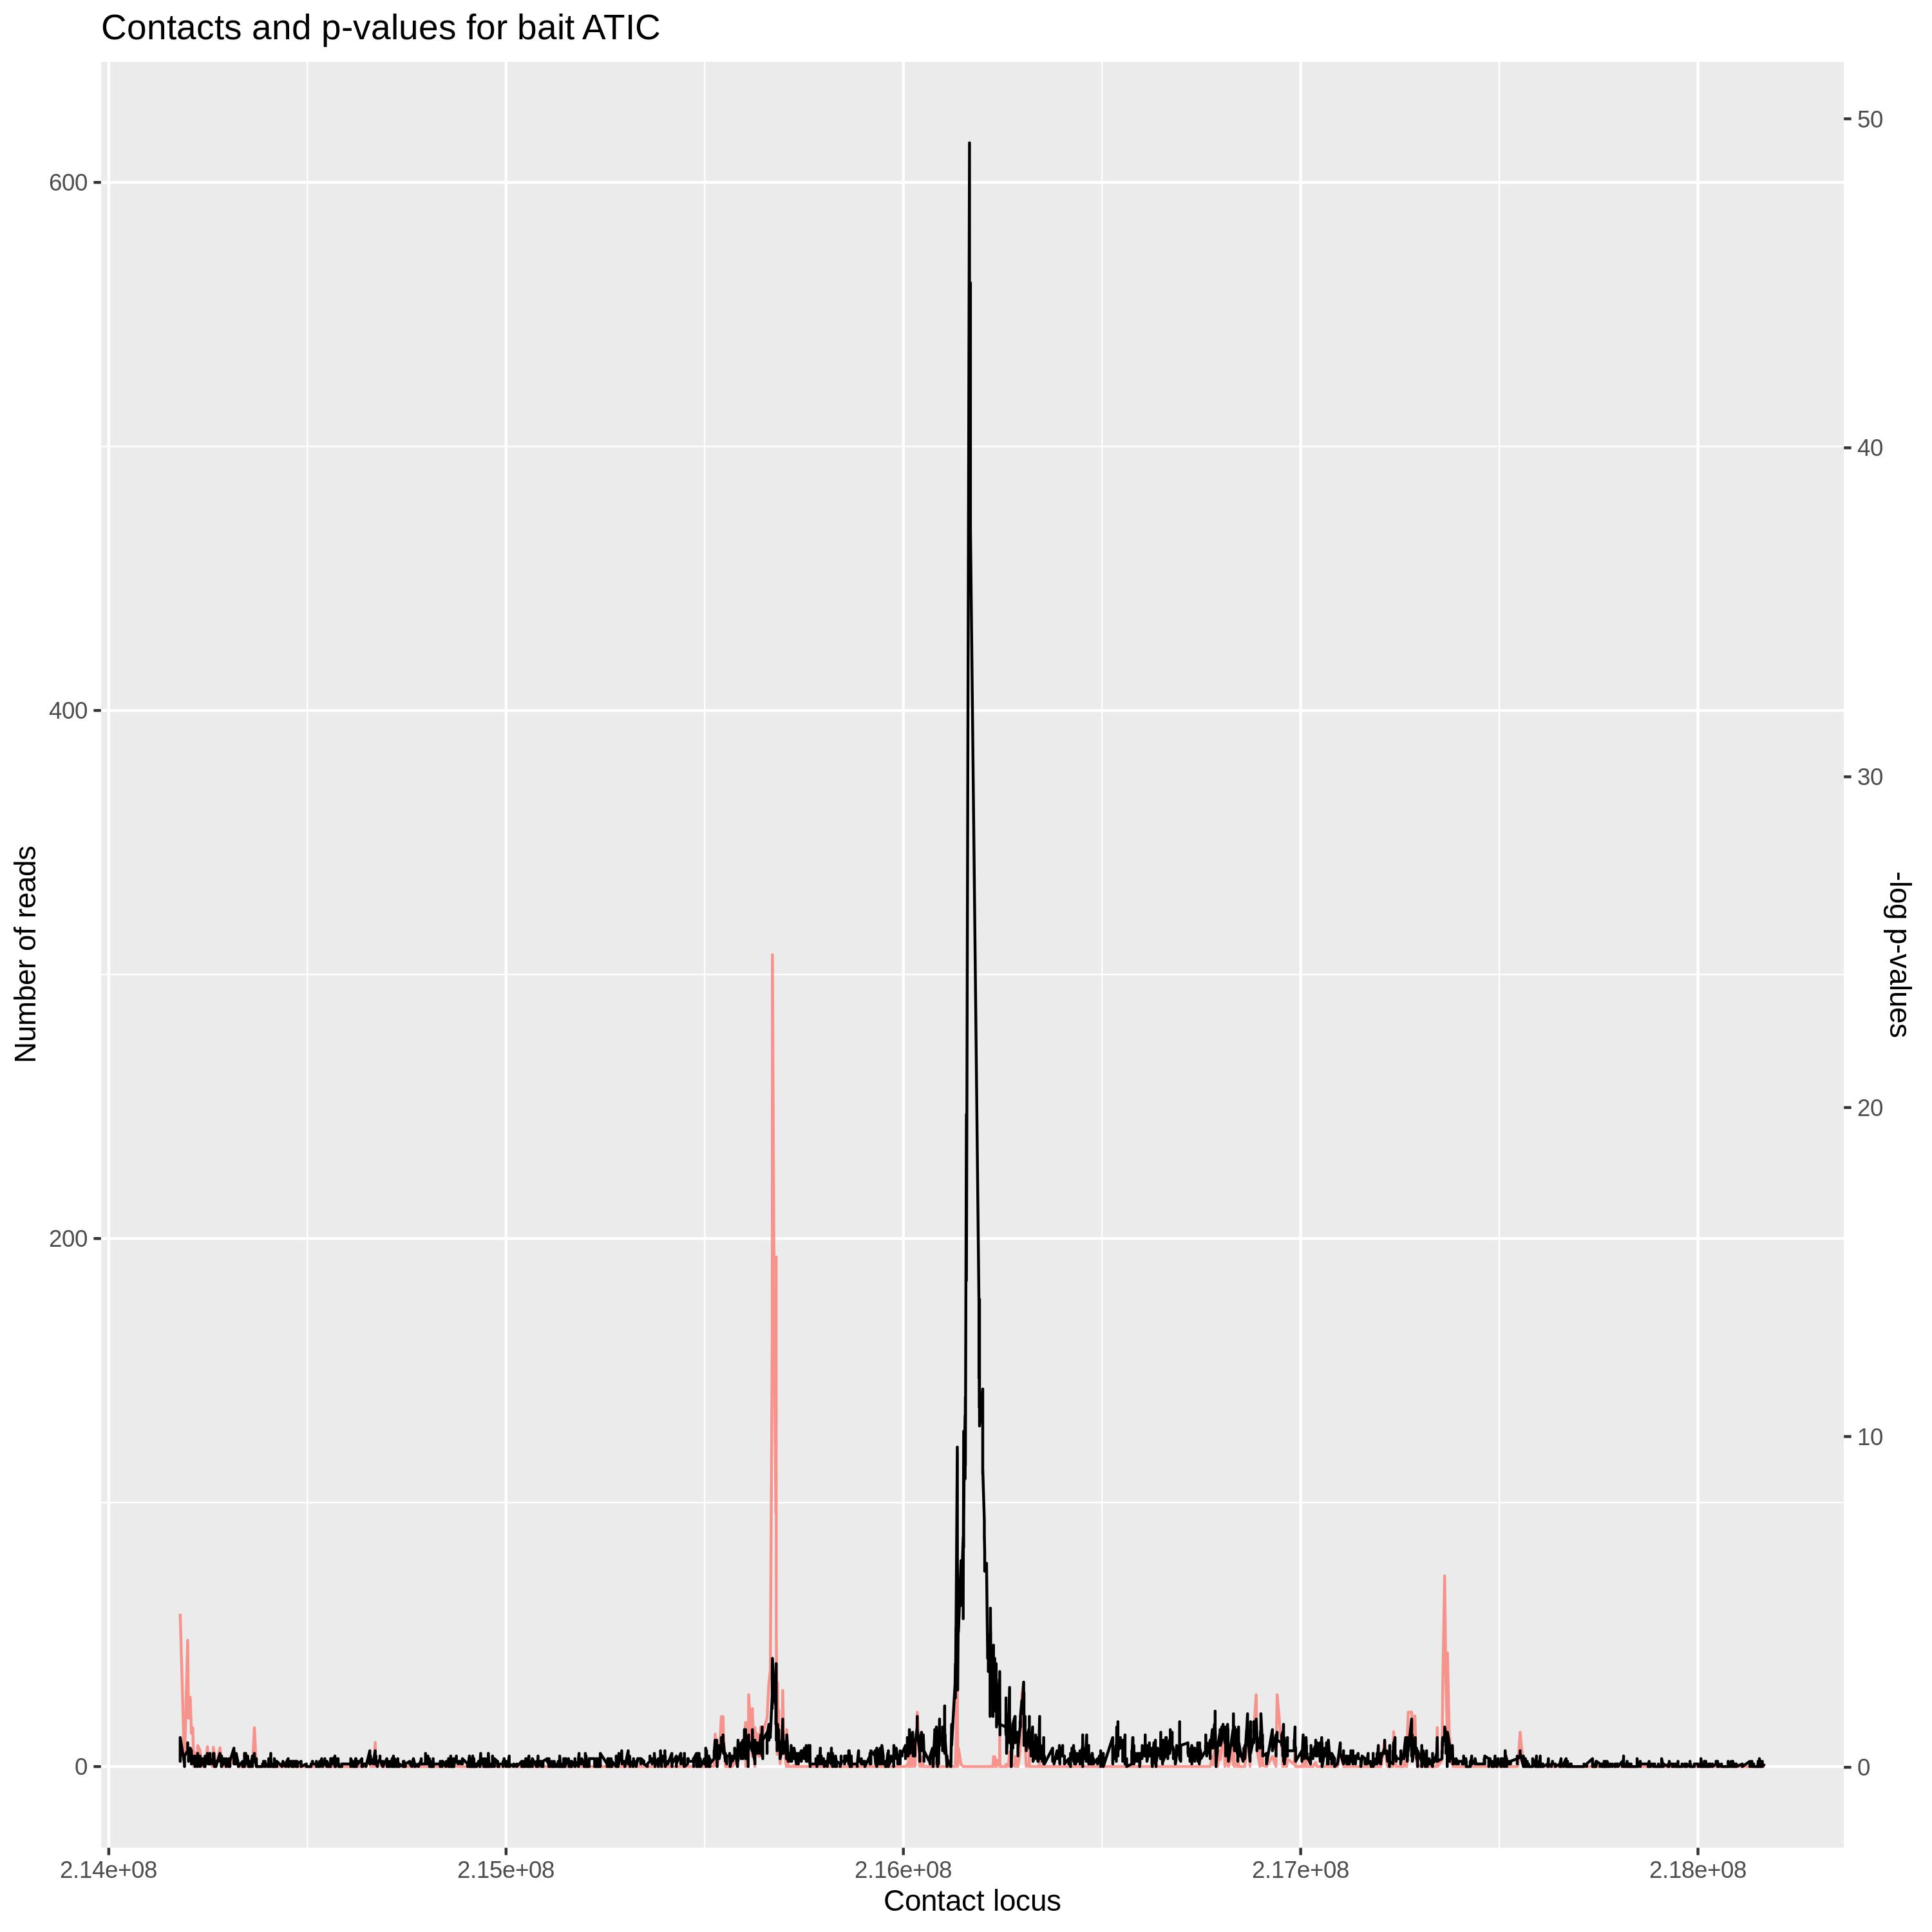 Contacts and p-values for bait ATIC
Number of reads
600
400
200
0
50
40
30
20
10
0
-log p-values
2.14e+08
2.15e+08
2.16e+08
2.17e+08
2.18e+08
Contact locus